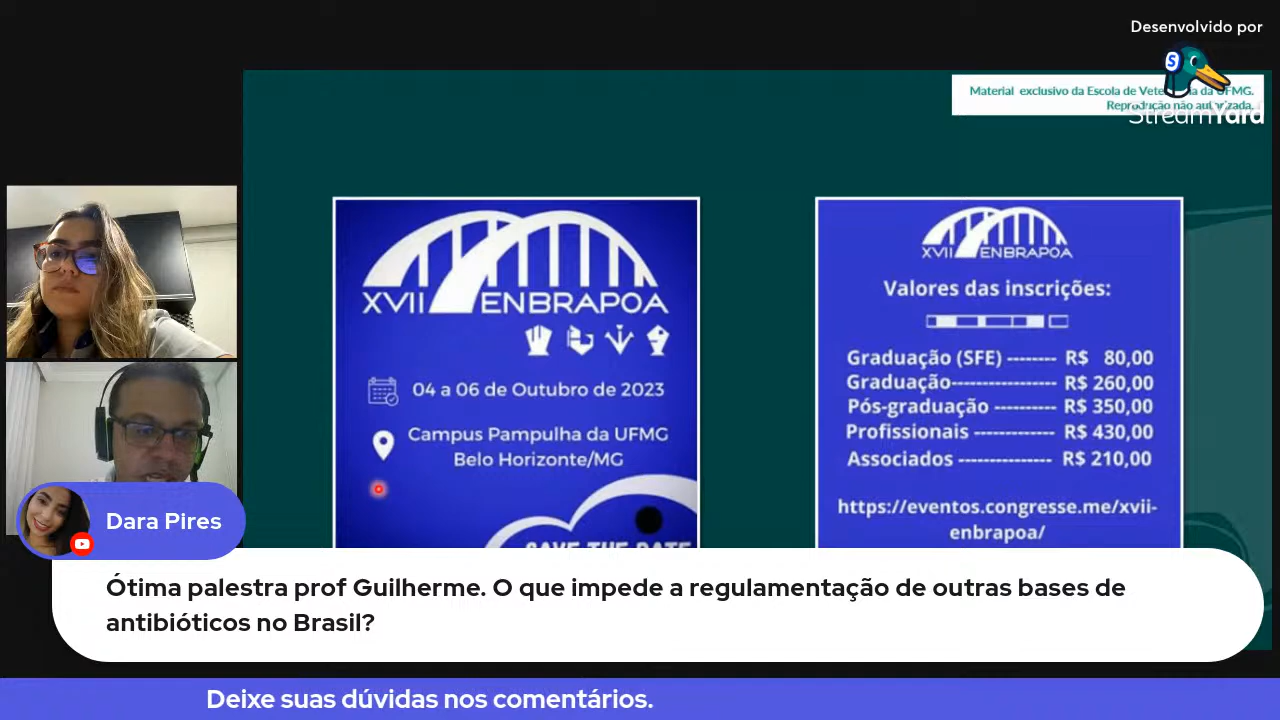 Desenvolvido por
StreamYard
Material exclusivo da Escola de Veterinária da UFMG.
Reprodução não autorizada.
XVII ENBRAPOA
04 a 06 de Outubro de 2023
Campus Pampulha da UFMG
Belo Horizonte/MG
SAVE THE DATE
XVII ENBRAPOA
Valores das inscrições:
Graduação (SFE) -------- R$ 80,00
Graduação----------------- R$ 260,00
Pós-graduação ---------- R$ 350,00
Profissionais ------------- R$ 430,00
Associados --------------- R$ 210,00
https://eventos.congresse.me/xvii-
enbrapoa/
Dara Pires
Ótima palestra prof Guilherme. O que impede a regulamentação de outras bases de
antibióticos no Brasil?
Deixe suas dúvidas nos comentários.